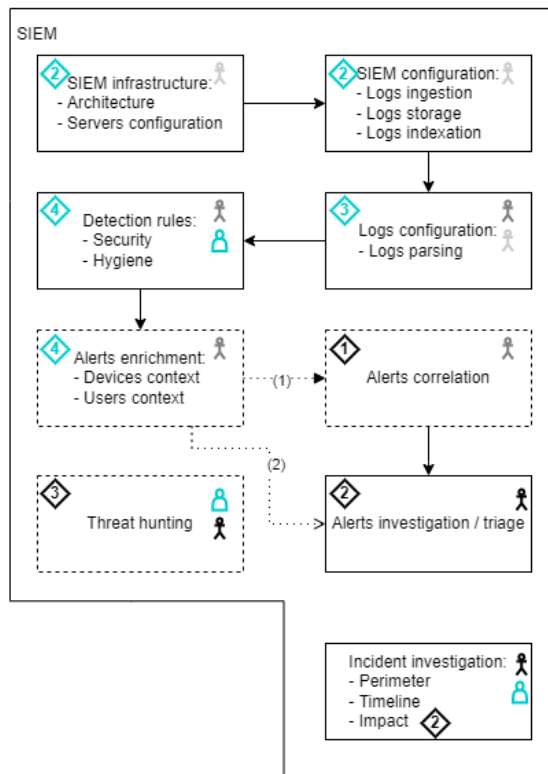 SIEM
2
SIEM infrastructure:
- Architecture
- Servers configuration
2
SIEM configuration:
- Logs ingestion
- Logs storage
- Logs indexation
4
Detection rules:
- Security
- Hygiene
3
Logs configuration:
- Logs parsing
4
Alerts enrichment:
- Devices context
- Users context
(1)
1
Alerts correlation
(2)
3
Threat hunting
2
Alerts investigation / triage
Incident investigation:
- Perimeter
- Timeline
- Impact
2